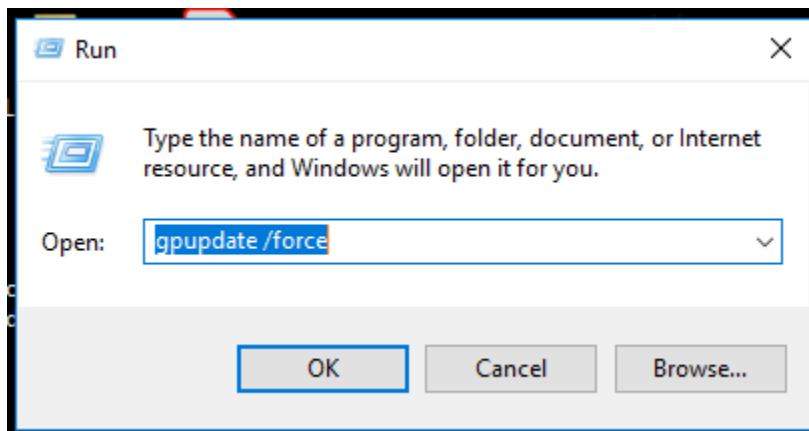 Run
Type the name of a program, folder, document, or Internet
resource, and Windows will open it for you.
Open: gpupdate /force
OK Cancel Browse...